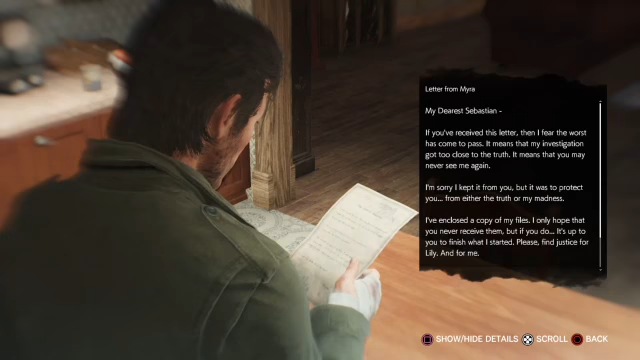 Letter from Myra
My Dearest Sebastian -
If you've received this letter, then I fear the worst
has come to pass. It means that my investigation
got too close to the truth. It means that you may
never see me again.
I'm sorry I kept it from you, but it was to protect
you... from either the truth or my madness.
I've enclosed a copy of my files. I only hope that
you never receive them, but if you do... It's up to
you to finish what I started. Please, find justice for
Lily. And for me.
SHOW/HIDE DETAILS SCROLL BACK